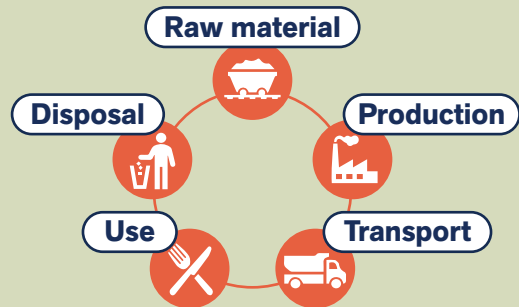 Raw material
Disposal
Production
Use
Transport